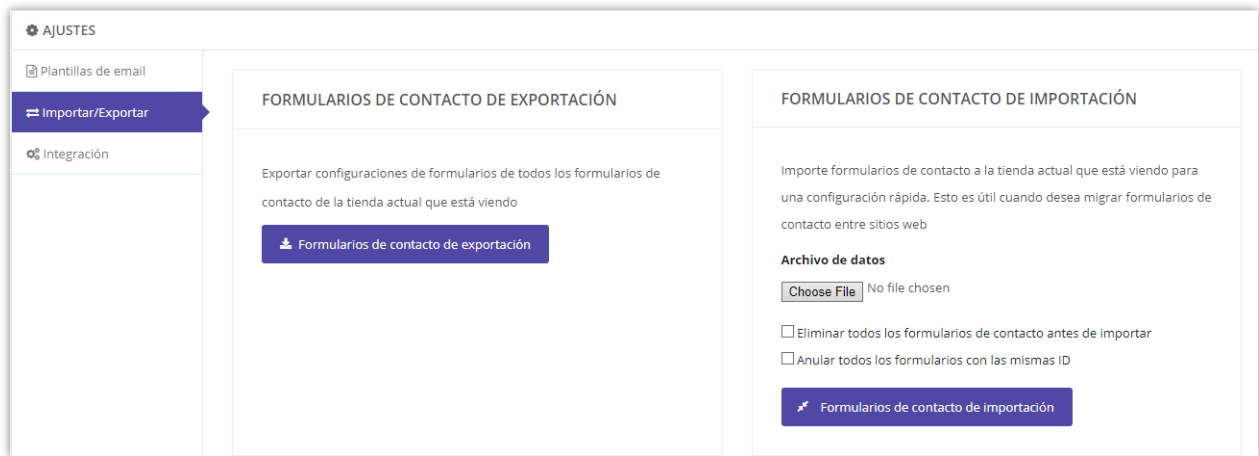 AJUSTES
Plantillas de email
Importar/Exportar
Integración
FORMULARIOS DE CONTACTO DE EXPORTACIÓN
Exportar configuraciones de formularios de todos los formularios de
contacto de la tienda actual que está viendo
Formularios de contacto de exportación
FORMULARIOS DE CONTACTO DE IMPORTACIÓN
Importe formularios de contacto a la tienda actual que está viendo para
una configuración rápida. Esto es útil cuando desea migrar formularios de
contacto entre sitios web
Archivo de datos
Choose File No file chosen
Eliminar todos los formularios de contacto antes de importar
Anular todos los formularios con las mismas ID
Formularios de contacto de importación